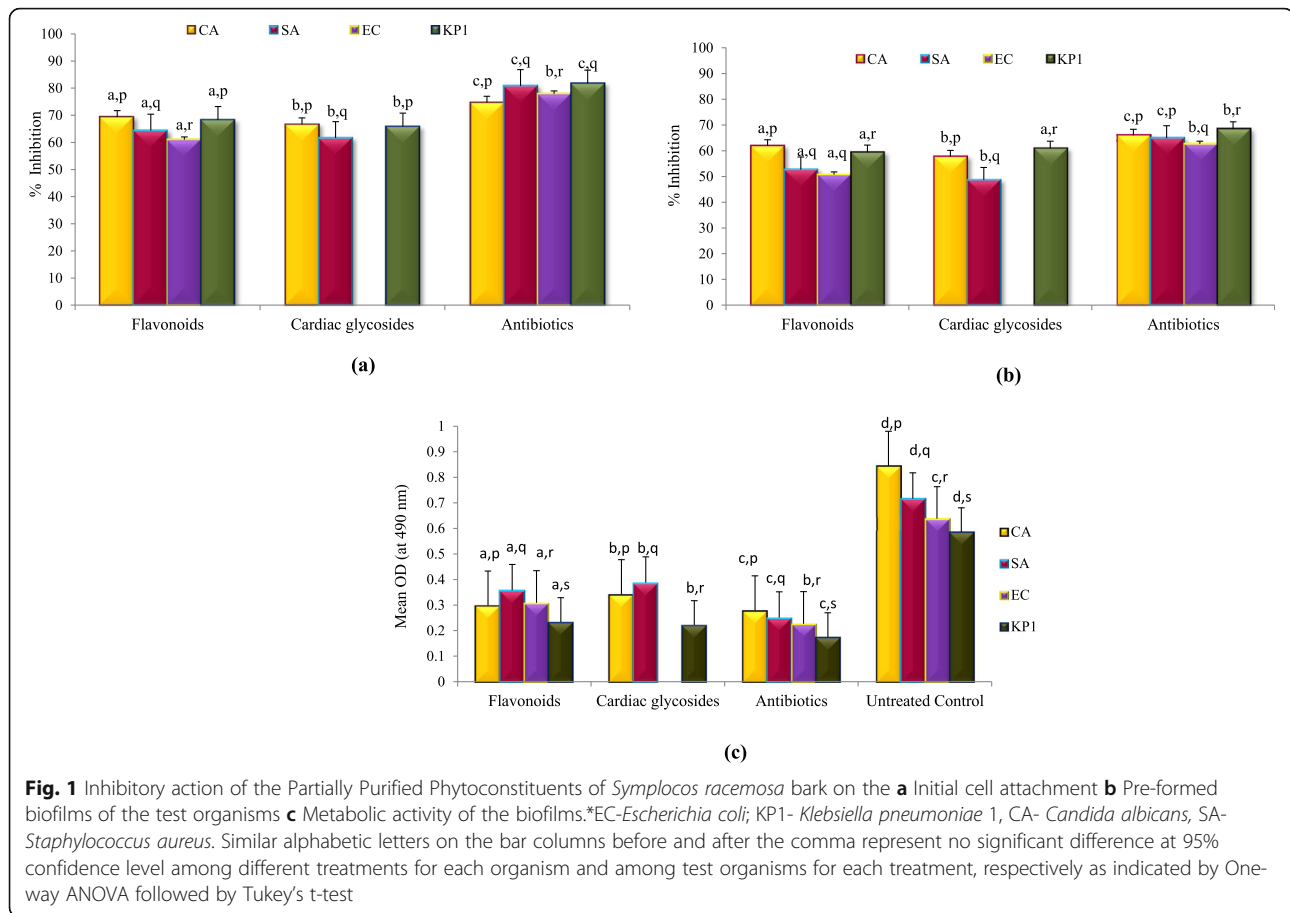 CA SA EC KP1
100
90
80
70
60
50
40
30
20
10
0
% Inhibition
a,p a,q a,r a,p b,p b,q b,p c,p c,q b,r c,q
Flavonoids Cardiac glycosides Antibiotics
(a)
CA SA EC KP1
100
90
80
70
60
50
40
30
20
10
0
% Inhibition
a,p a,q a,q a,r b,p b,q a,r c,p c,p b,q b,r
Flavonoids Cardiac glycosides Antibiotics
(b)
1
0.9
0.8
0.7
0.6
0.5
0.4
0.3
0.2
0.1
0
Mean OD (at 490 nm)
a,p a,q a,r a,s b,p b,q b,r c,p c,q b,r c,s d,p d,q c,r d,s
Flavonoids Cardiac glycosides Antibiotics Untreated Control
CA
SA
EC
KP1
(c)
Fig. 1 Inhibitory action of the Partially Purified Phytoconstituents of Symplocos racemosa bark on the a Initial cell attachment b Pre-formed
biofilms of the test organisms c Metabolic activity of the biofilms.*EC-Escherichia coli; KP1- Klebsiella pneumoniae 1, CA- Candida albicans, SA-
Staphylococcus aureus. Similar alphabetic letters on the bar columns before and after the comma represent no significant difference at 95%
confidence level among different treatments for each organism and among test organisms for each treatment, respectively as indicated by One-
way ANOVA followed by Tukey's t-test